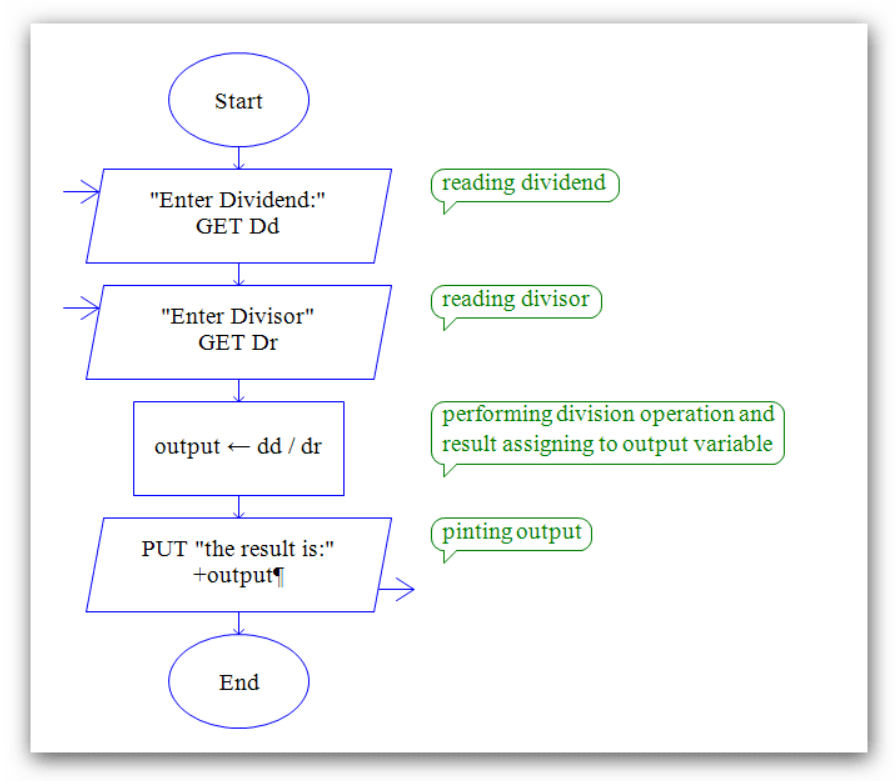 Start
"Enter Dividend:"
GET Dd
reading dividend
"Enter Divisor"
GET Dr
reading divisor
output ← dd / dr
performing division operation and
result assigning to output variable
PUT "the result is:"
+output¶
pinting output
End